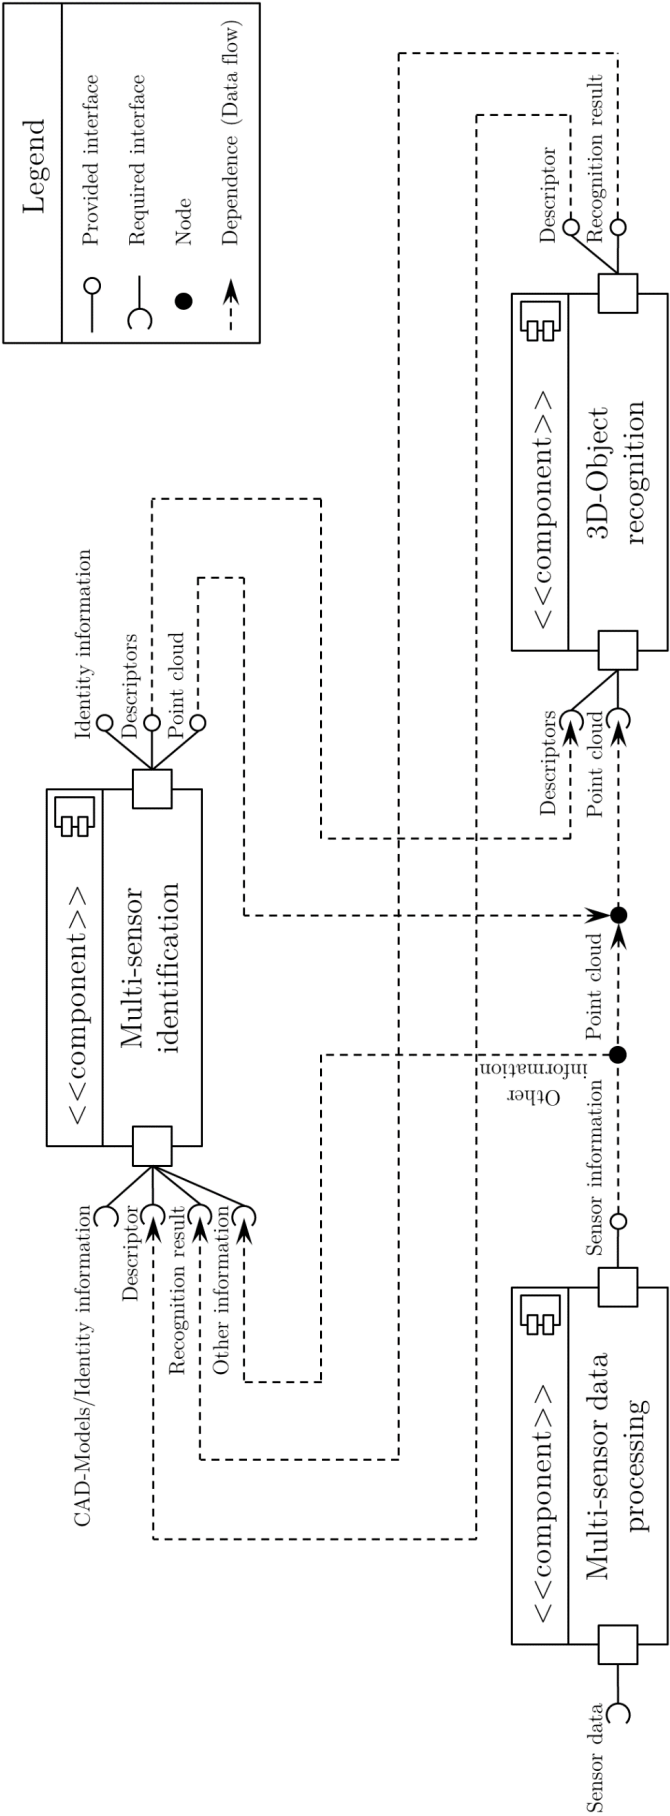 Legend
Provided interface
Required interface
Node
Dependence (Data flow)
<<component>>
Multi-sensor
identification
CAD-Models/Identity information
Descriptor
Recognition result
Other information
Identity information
Descriptors
Point cloud
<<component>>
Multi-sensor data
processing
Sensor data
Sensor information
Other
information
Point cloud
<<component>>
3D-Object
recognition
Descriptors
Point cloud
Descriptor
Recognition result